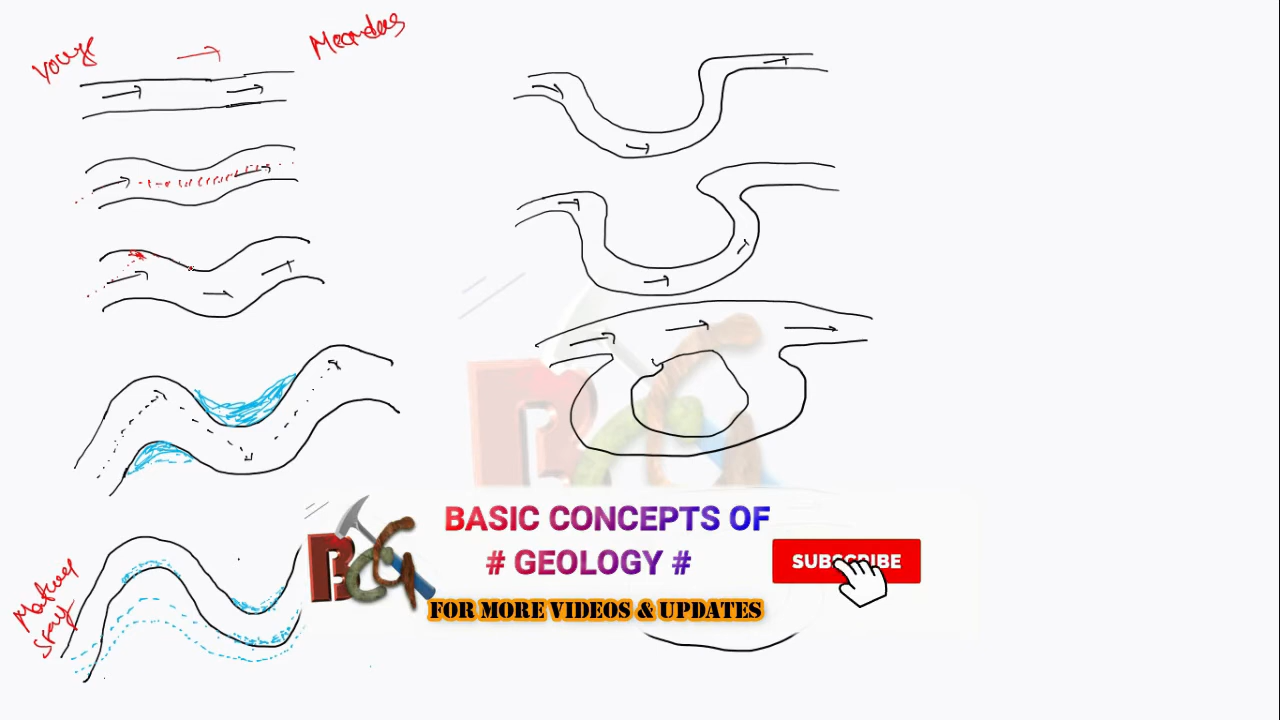 Young
Meanders
BASIC CONCEPTS OF
# GEOLOGY #
SUBSCRIBE
FOR MORE VIDEOS & UPDATES